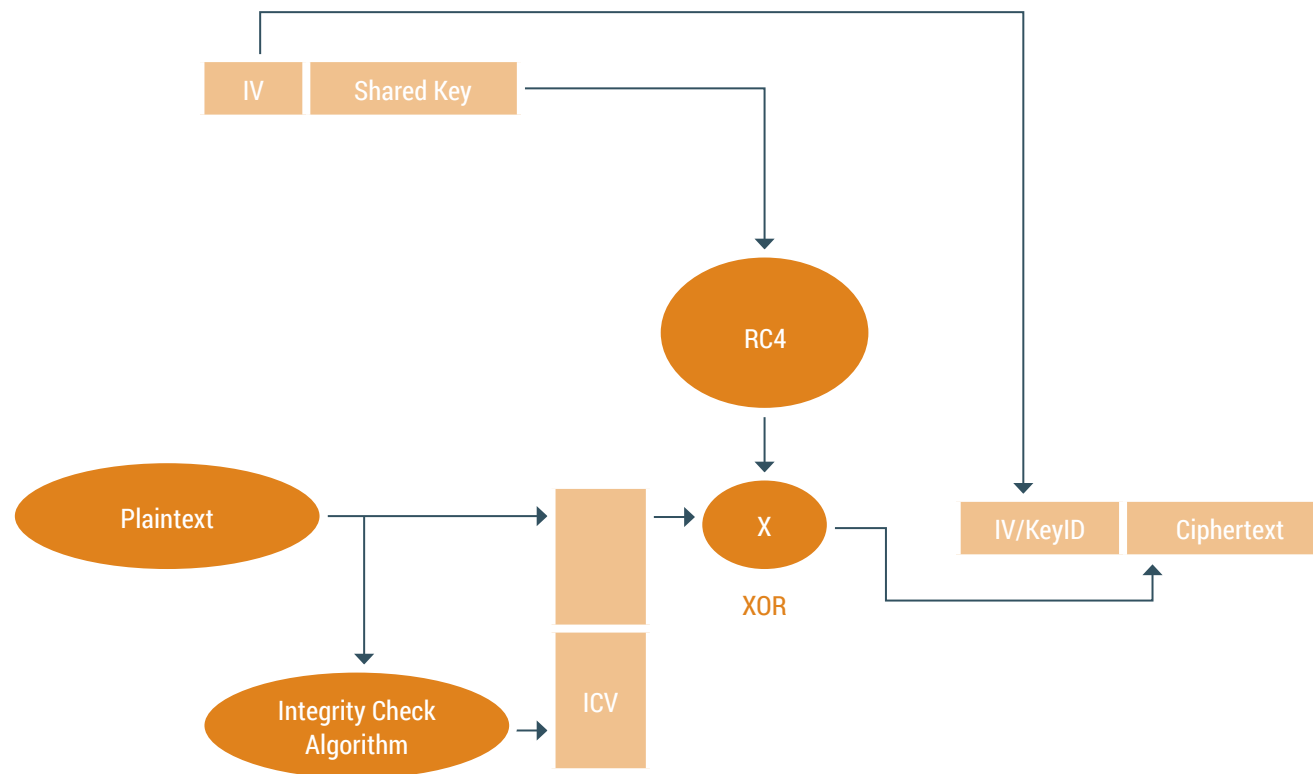 IV
Shared Key
RC4
Plaintext
X
IV/KeyID
Ciphertext
XOR
Integrity Check
Algorithm
ICV